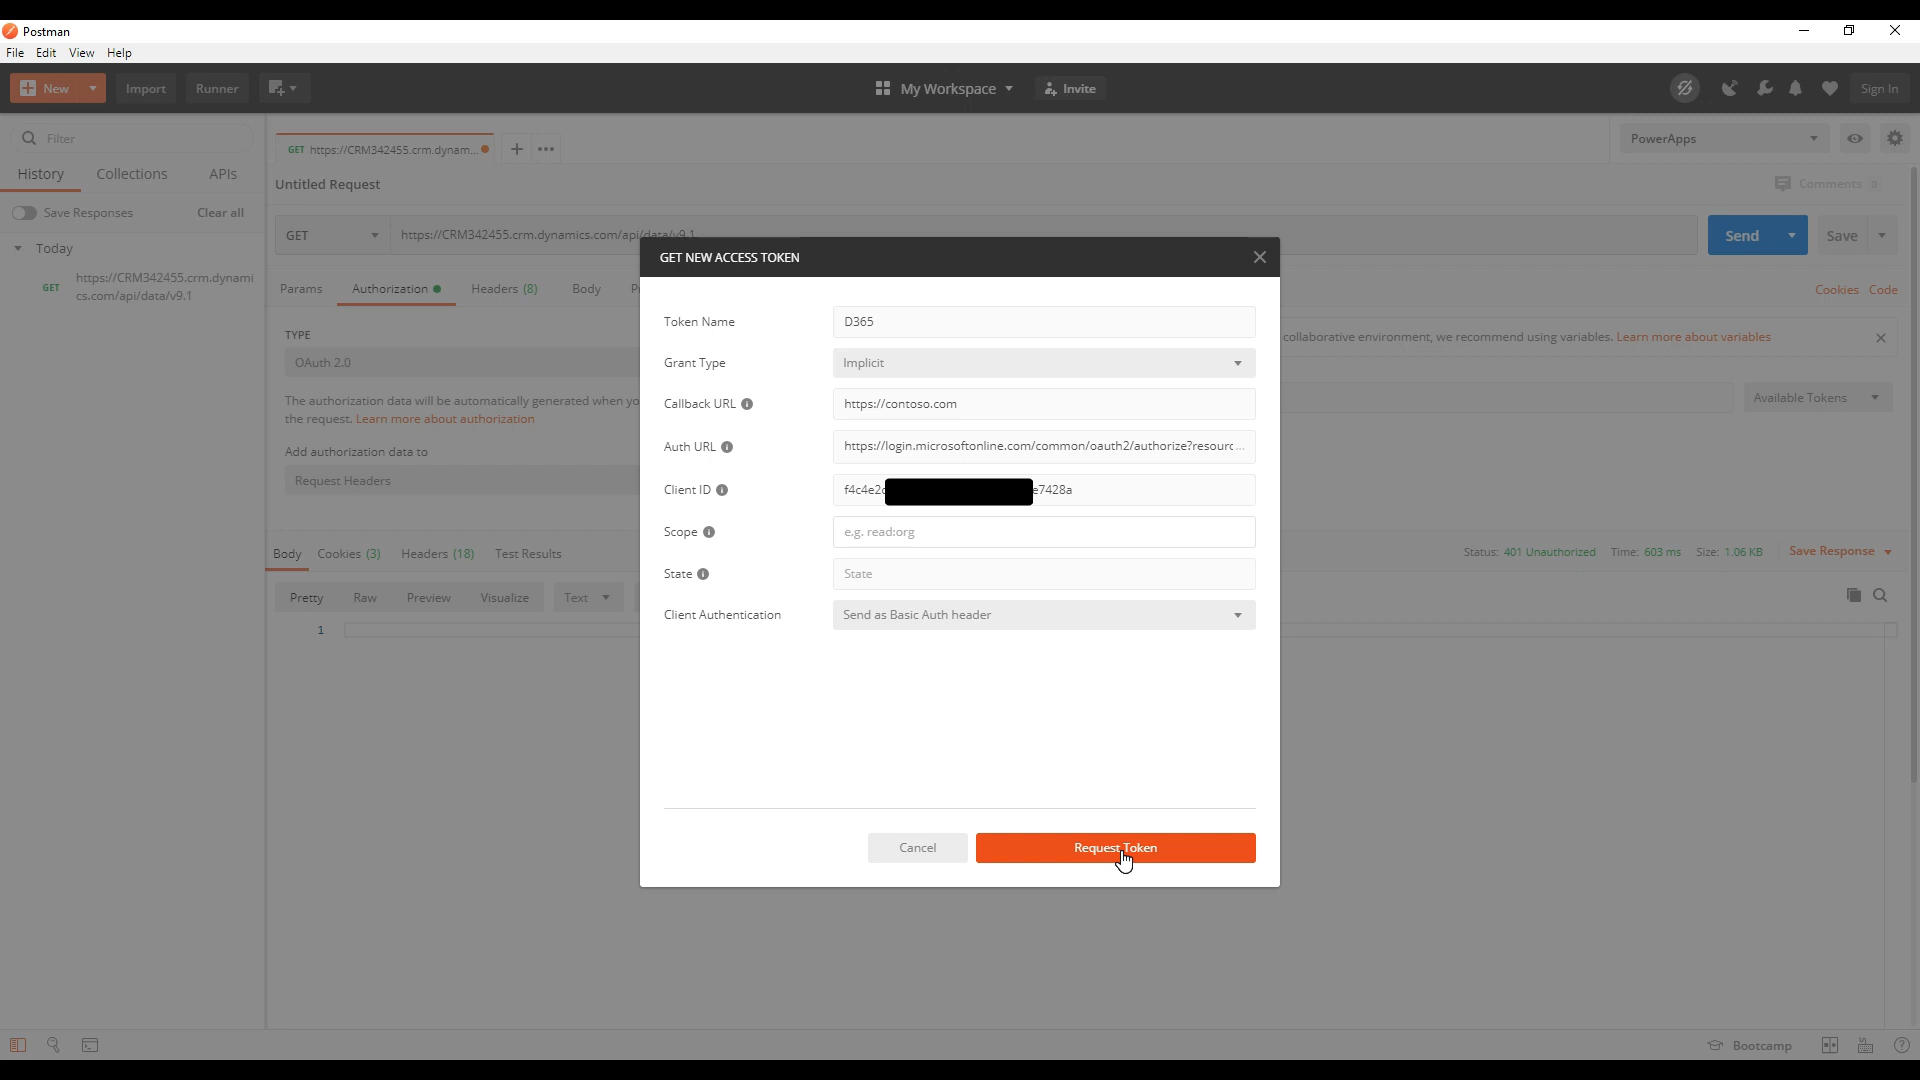 Postman
File Edit View Help
New Import Runner My Workspace Invite Sign In
Filter
GET https://CRM342455.crm.dynam... PowerApps
History Collections APIs
Untitled Request Comments 0
Save Responses Clear all
GET https://CRM342455.crm.dynamics.com/api/data/v9.1 Send Save
Today
GET https://CRM342455.crm.dynami
cs.com/api/data/v9.1
Params Authorization Headers (8) Body Cookies Code
GET NEW ACCESS TOKEN
TYPE
OAuth 2.0
The authorization data will be automatically generated when yo
the request. Learn more about authorization
Add authorization data to
Request Headers
collaborative environment, we recommend using variables. Learn more about variables
Available Tokens
Token Name D365
Grant Type Implicit
Callback URL https://contoso.com
Auth URL https://login.microsoftonline.com/common/oauth2/authorize?resourc...
Client ID f4c4e2 e7428a
Scope e.g. read:org
State State
Client Authentication Send as Basic Auth header
Cancel Request Token
Body Cookies (3) Headers (18) Test Results Status: 401 Unauthorized Time: 603 ms Size: 1.06 KB Save Response
Pretty Raw Preview Visualize Text
1
Bootcamp